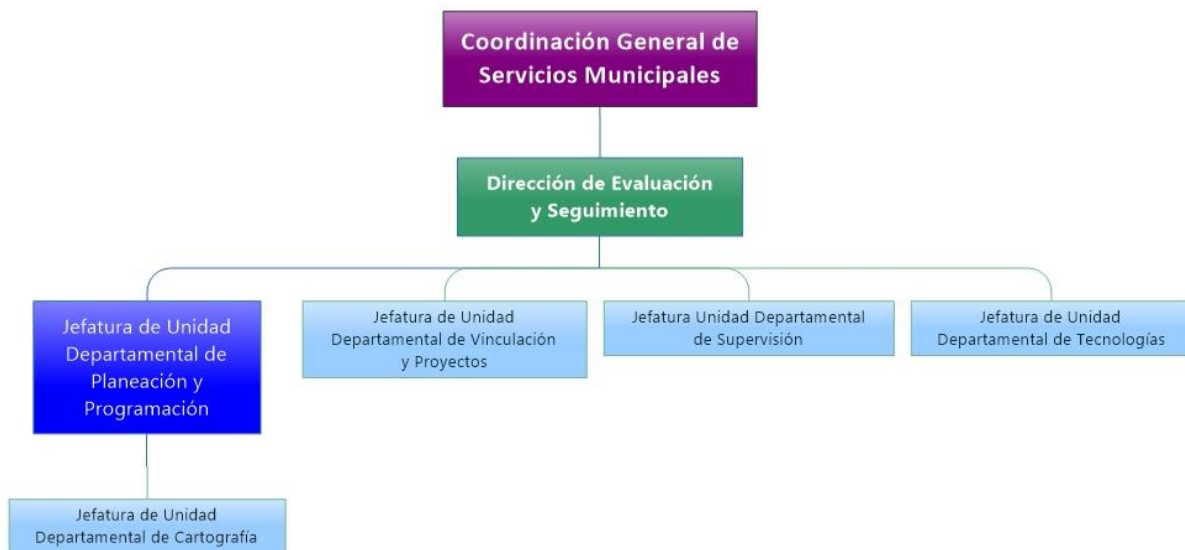 Coordinación General de
Servicios Municipales
Dirección de Evaluación
y Seguimiento
Jefatura de Unidad
Departamental de
Planeación y
Programación
Jefatura de Unidad
Departamental de Vinculación
y Proyectos
Jefatura Unidad Departamental
de Supervisión
Jefatura de Unidad
Departamental de Tecnologías
Jefatura de Unidad
Departamental de Cartografía